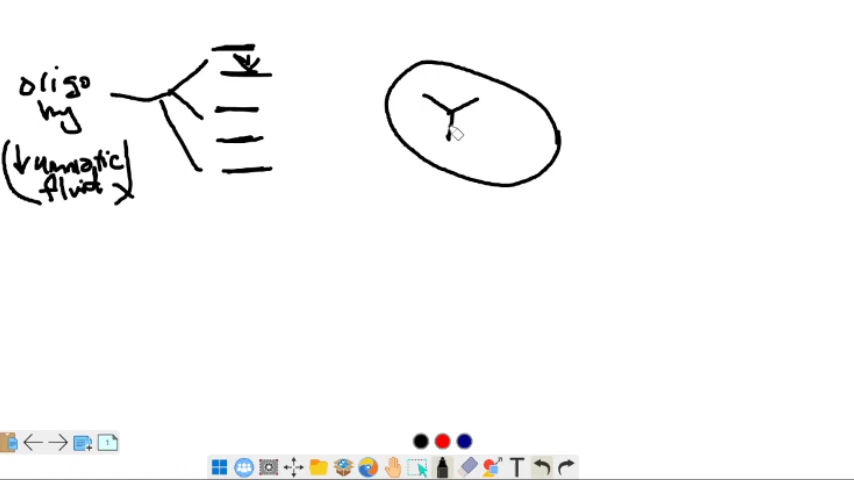 oligo
hy
(↓ amniotic
fluid)